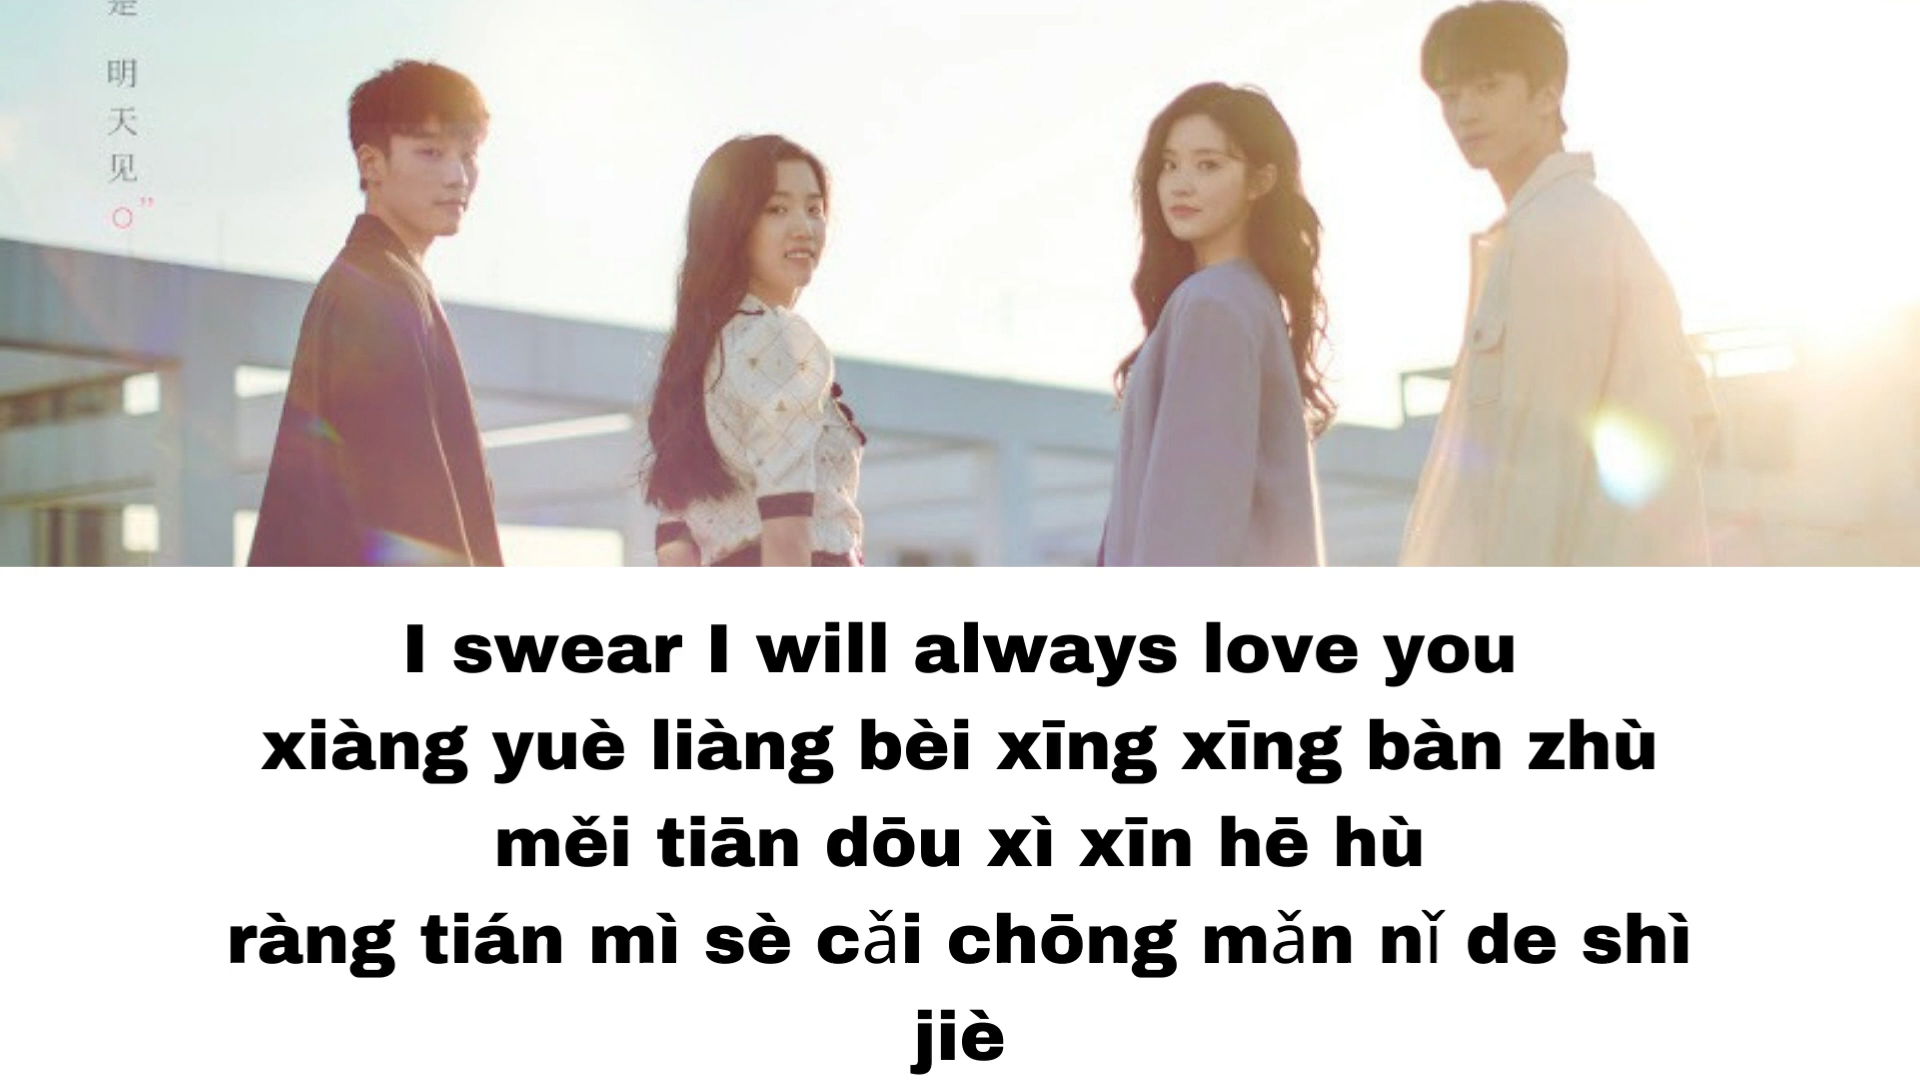 是
明
天
见
。”
I swear I will always love you
xiàng yuè liàng bèi xīng xīng bàn zhù
měi tiān dōu xì xīn hē hù
ràng tián mì sè cǎi chōng mǎn nǐ de shì
jiè